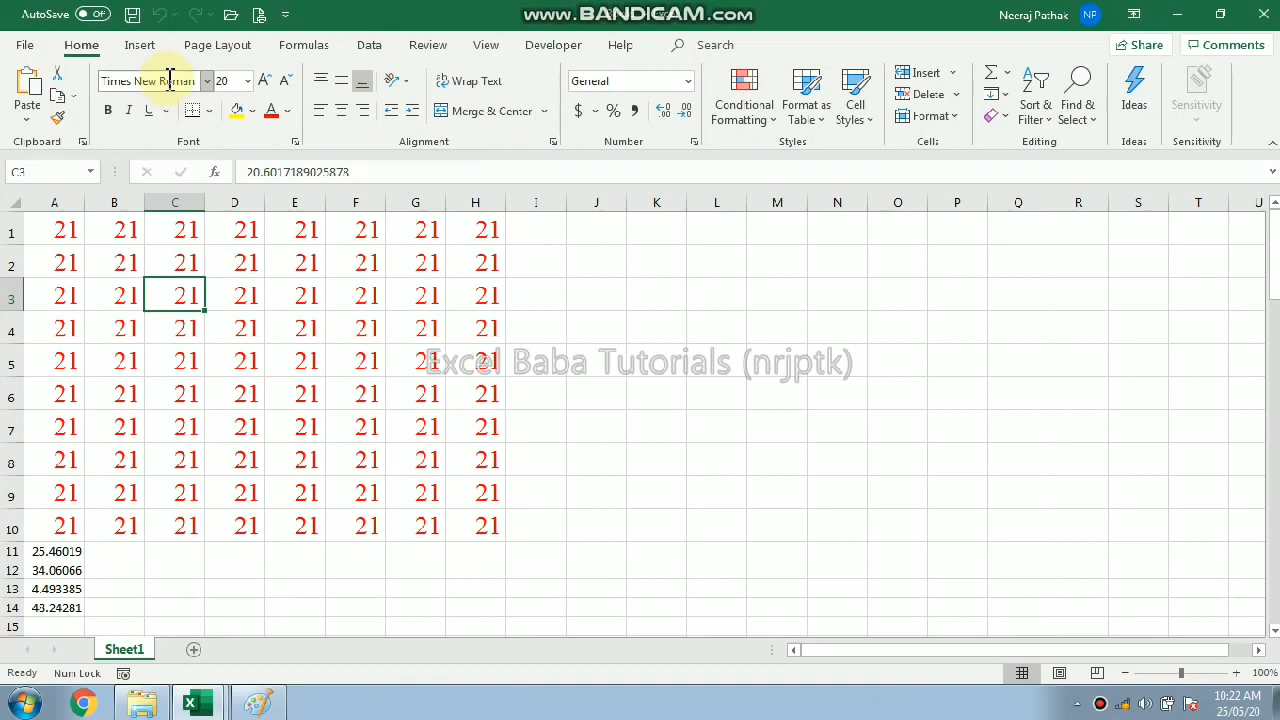 AutoSave Off
www.BANDICAM.com
Neeraj Pathak NP
File Home Insert Page Layout Formulas Data Review View Developer Help Search
Share Comments
Paste
Times New Roman 20
B I U
Wrap Text
Merge & Center
General
$ % ,
Conditional Formatting
Format as Table
Cell Styles
Insert
Delete
Format
Sort & Filter
Find & Select
Ideas
Sensitivity
Clipboard Font Alignment Number Styles Cells Editing Ideas Sensitivity
C3 fx 20.6017189025878
A B C D E F G H I J K L M N O P Q R S T U
1 21 21 21 21 21 21 21 21
2 21 21 21 21 21 21 21 21
3 21 21 21 21 21 21 21 21
4 21 21 21 21 21 21 21 21
5 21 21 21 21 21 21 21 21
Excel Baba Tutorials (nrjptk)
6 21 21 21 21 21 21 21 21
7 21 21 21 21 21 21 21 21
8 21 21 21 21 21 21 21 21
9 21 21 21 21 21 21 21 21
10 21 21 21 21 21 21 21 21
11 25.46019
12 34.06066
13 4.493385
14 43.24281
15
Sheet1
Ready Num Lock 100%
10:22 AM
25/05/20